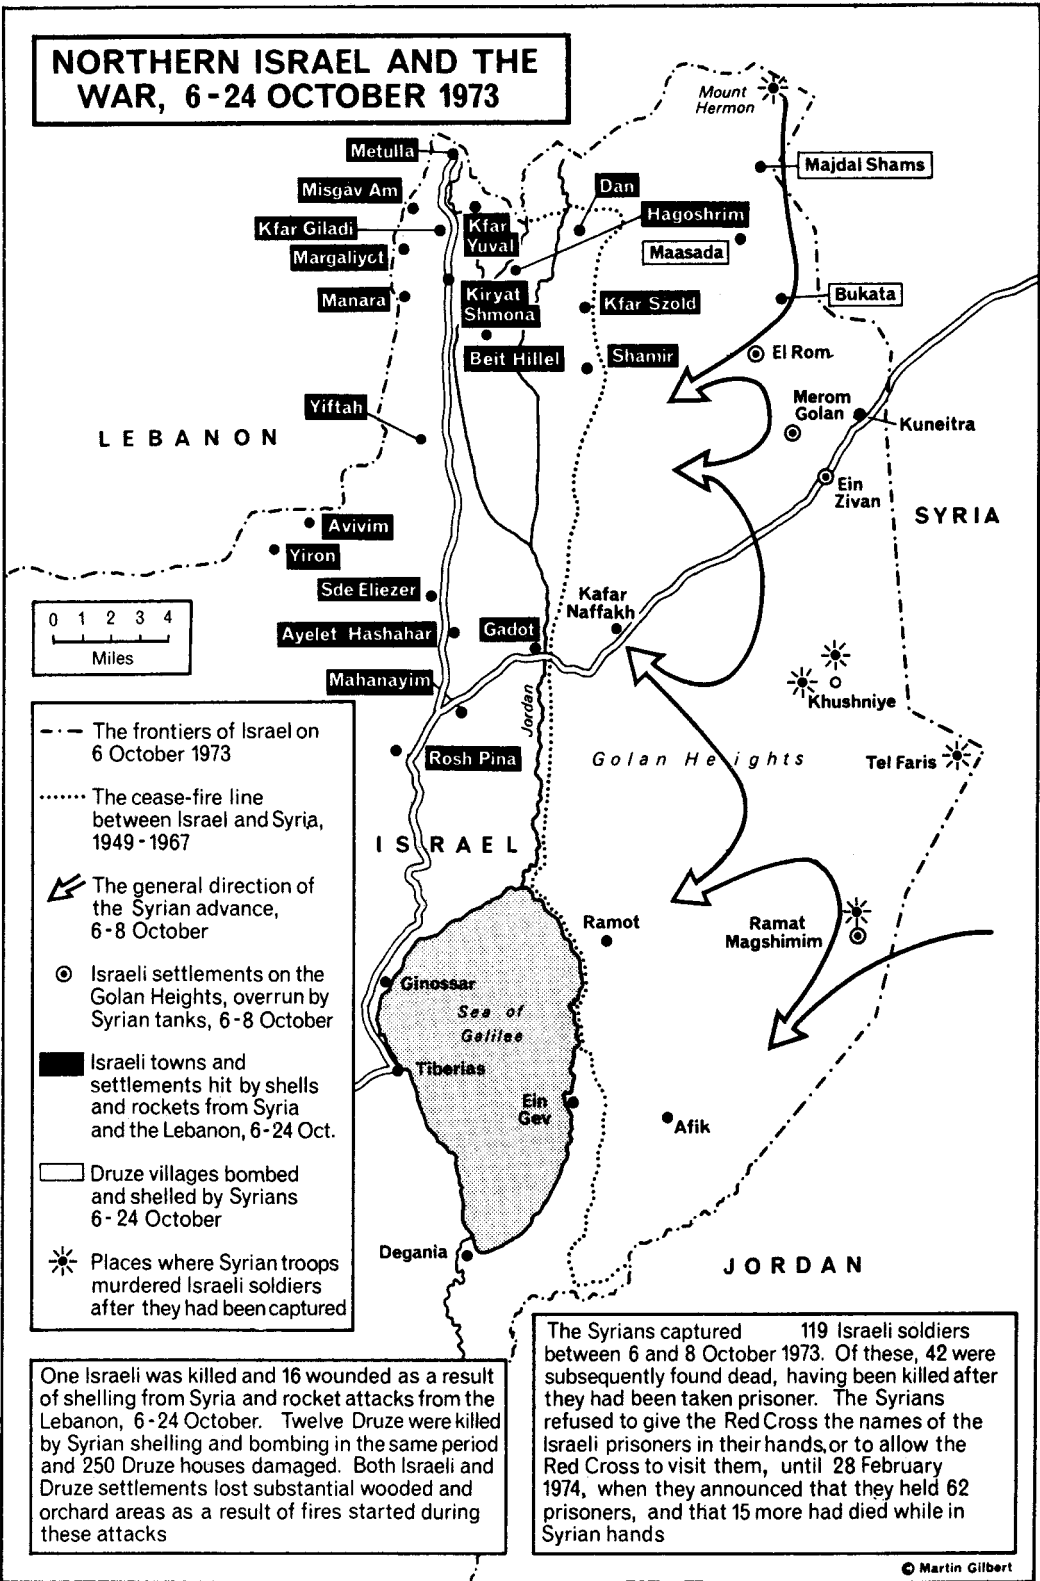 NORTHERN ISRAEL AND THE
WAR, 6-24 OCTOBER 1973
Mount
Hermon
Metulla
Majdal Shams
Misgav Am
Dan
Hagoshrim
Kfar Giladi
Kfar
Yuval
Maasada
Margaliyot
Manara
Kiryat
Shmona
Kfar Szold
Bukata
Beit Hillel
Shamir
El Rom
Merom
Golan
Yiftah
Kuneitra
LEBANON
Ein
Zivan
SYRIA
Avivim
Yiron
Sde Eliezer
Kafar
Naffakh
0 1 2 3 4
Miles
Ayelet Hashahar
Gadot
Mahanayim
Jordan
Khushniye
Rosh Pina
Golan Heights
Tel Faris
ISRAEL
Ramot
Ramat
Magshimim
Ginossar
Sea of
Galilee
Tiberias
Ein
Gev
Afik
Degania
JORDAN
The frontiers of Israel on
6 October 1973
The cease-fire line
between Israel and Syria,
1949-1967
The general direction of
the Syrian advance,
6-8 October
Israeli settlements on the
Golan Heights, overrun by
Syrian tanks, 6-8 October
Israeli towns and
settlements hit by shells
and rockets from Syria
and the Lebanon, 6-24 Oct.
Druze villages bombed
and shelled by Syrians
6-24 October
Places where Syrian troops
murdered Israeli soldiers
after they had been captured
One Israeli was killed and 16 wounded as a result
of shelling from Syria and rocket attacks from the
Lebanon, 6-24 October. Twelve Druze were killed
by Syrian shelling and bombing in the same period
and 250 Druze houses damaged. Both Israeli and
Druze settlements lost substantial wooded and
orchard areas as a result of fires started during
these attacks
The Syrians captured 119 Israeli soldiers
between 6 and 8 October 1973. Of these, 42 were
subsequently found dead, having been killed after
they had been taken prisoner. The Syrians
refused to give the Red Cross the names of the
Israeli prisoners in their hands, or to allow the
Red Cross to visit them, until 28 February
1974, when they announced that they held 62
prisoners, and that 15 more had died while in
Syrian hands
© Martin Gilbert